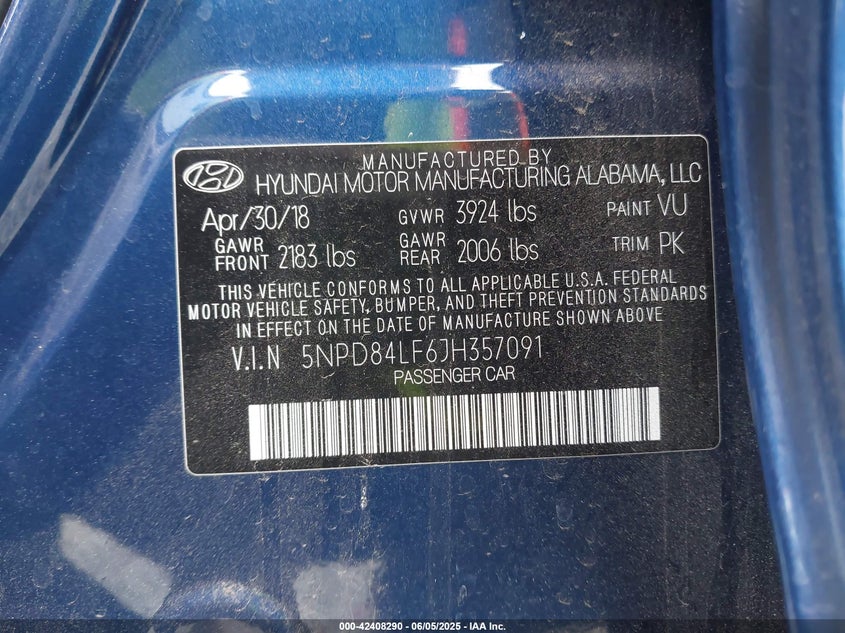 MANUFACTURED BY
HYUNDAI MOTOR MANUFACTURING ALABAMA, LLC
Apr/30/18 GVWR 3924 lbs PAINT VU
GAWR FRONT 2183 lbs GAWR REAR 2006 lbs TRIM PK
THIS VEHICLE CONFORMS TO ALL APPLICABLE U.S.A. FEDERAL
MOTOR VEHICLE SAFETY, BUMPER, AND THEFT PREVENTION STANDARDS
IN EFFECT ON THE DATE OF MANUFACTURE SHOWN ABOVE
V.I.N 5NPD84LF6JH357091
PASSENGER CAR
000-42408290 - 06/05/2025 - IAA Inc.